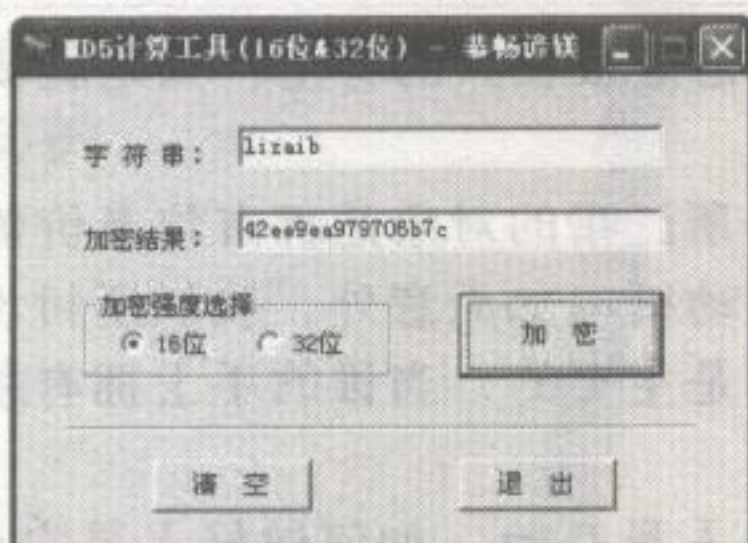 MD5计算工具(16位&32位) -
字 符 串：
加密结果：
加密强度选择
16位
32位
加 密
清 空
退 出